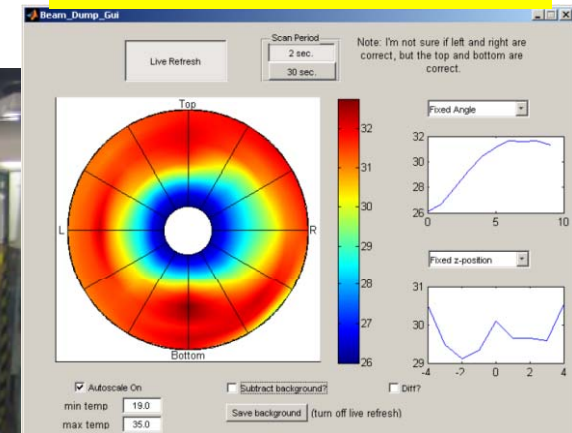 Beam_Dump_Gui
Live Refresh
Scan Period
2 sec.
30 sec.
Note: I'm not sure if left and right are
correct, but the top and bottom are
correct.
Top
L
R
Bottom
32
31
30
29
28
27
26
Fixed Angle
32
30
28
26
0
5
10
Fixed z-position
31
30
29
-4
-2
0
2
4
Autoscale On
min temp 19.0
max temp 35.0
Subtract background?
Diff?
Save background (turn off live refresh)